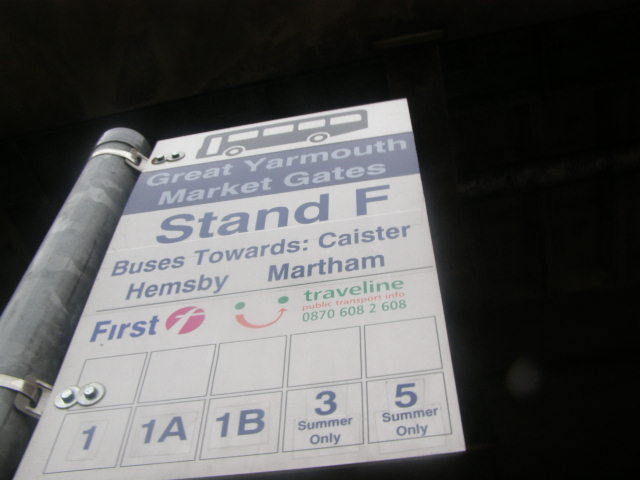 Great Yarmouth
Market Gates
Stand F
Buses Towards: Caister
Hemsby Martham
First
traveline
public transport info
0870 608 2 608
1 1A 1B 3 5
Summer Only Summer Only